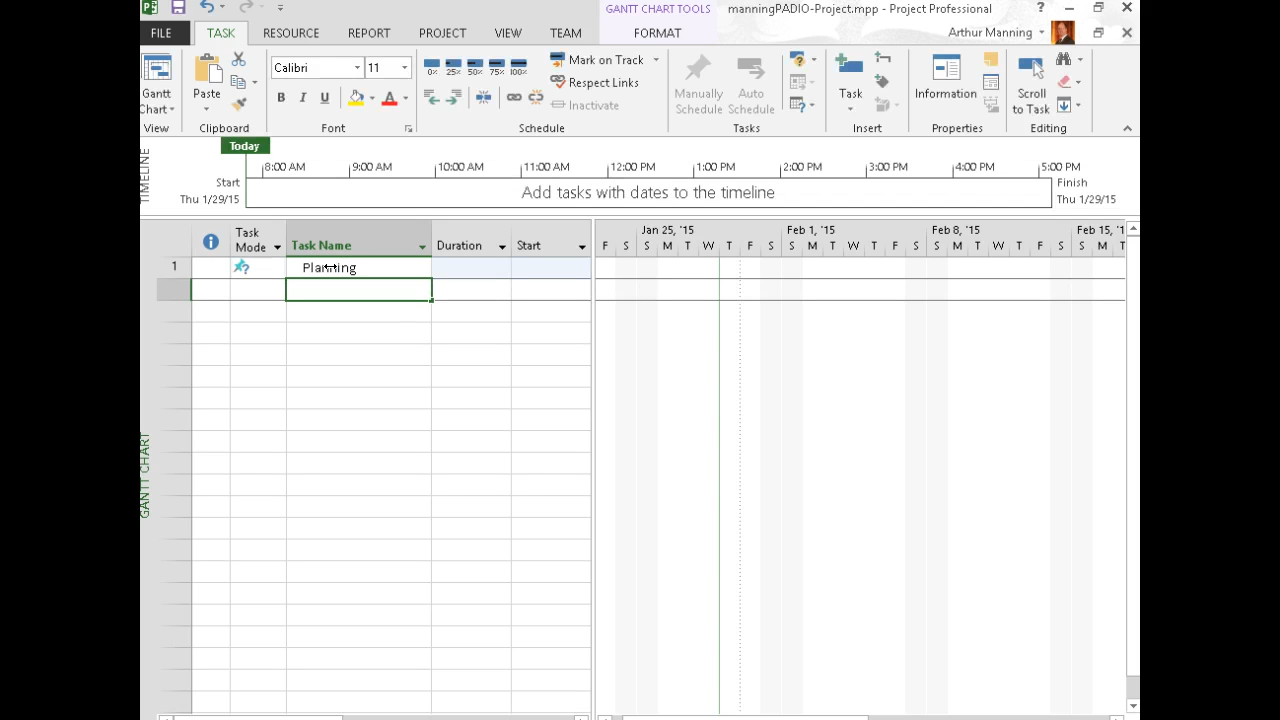 GANTT CHART TOOLS manningPADIO-Project.mpp - Project Professional ?
FILE TASK RESOURCE REPORT PROJECT VIEW TEAM FORMAT Arthur Manning
Calibri 11 0% 25% 50% 75% 100% Mark on Track
Respect Links
Inactivate
Gantt Chart
Paste
B I U A
Manually Schedule
Auto Schedule
Task
Information
Scroll to Task
View Clipboard Font Schedule Tasks Insert Properties Editing
TIMELINE
Today
8:00 AM 9:00 AM 10:00 AM 11:00 AM 12:00 PM 1:00 PM 2:00 PM 3:00 PM 4:00 PM 5:00 PM
Start
Thu 1/29/15
Add tasks with dates to the timeline
Finish
Thu 1/29/15
Task Mode
Task Name
Duration
Start
Jan 25, '15 Feb 1, '15 Feb 8, '15 Feb 15, '15
F S S M T W T F S S M T W T F S S M T W T F S S M T
1 Planning
GANTT CHART